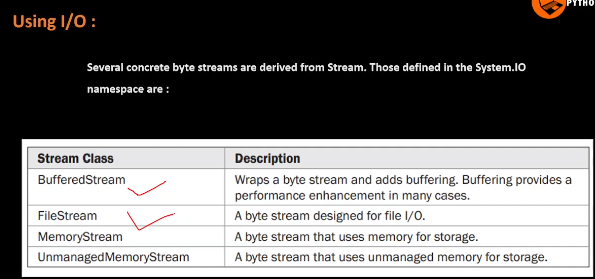 PYTHO
Using I/O :
Several concrete byte streams are derived from Stream. Those defined in the System.IO
namespace are :
Stream Class Description
BufferedStream Wraps a byte stream and adds buffering. Buffering provides a
performance enhancement in many cases.
FileStream A byte stream designed for file I/O.
MemoryStream A byte stream that uses memory for storage.
UnmanagedMemoryStream A byte stream that uses unmanaged memory for storage.